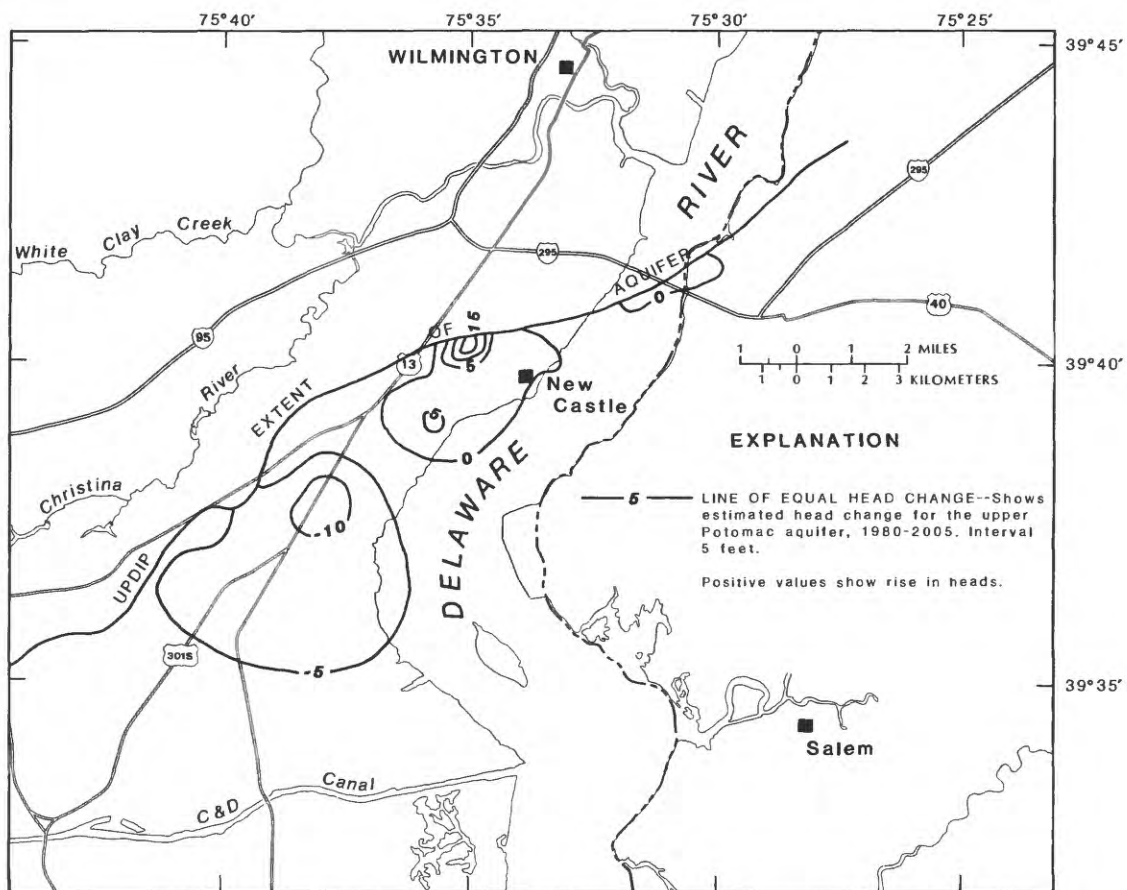 75°40' 75°35' 75°30' 75°25'
39°45'
WILMINGTON
RIVER
295
White Clay Creek
295
AQUIFER
0
40
95
OF
15
5
13
1 0 1 2 MILES
39°40'
1 0 1 2 3 KILOMETERS
River
EXTENT
New
Castle
5
EXPLANATION
0
DELAWARE
Christina
5 LINE OF EQUAL HEAD CHANGE--Shows
estimated head change for the upper
Potomac aquifer, 1980-2005. Interval
5 feet.
-10
Positive values show rise in heads.
UPDIP
301S
-5
39°35'
Salem
C&D Canal